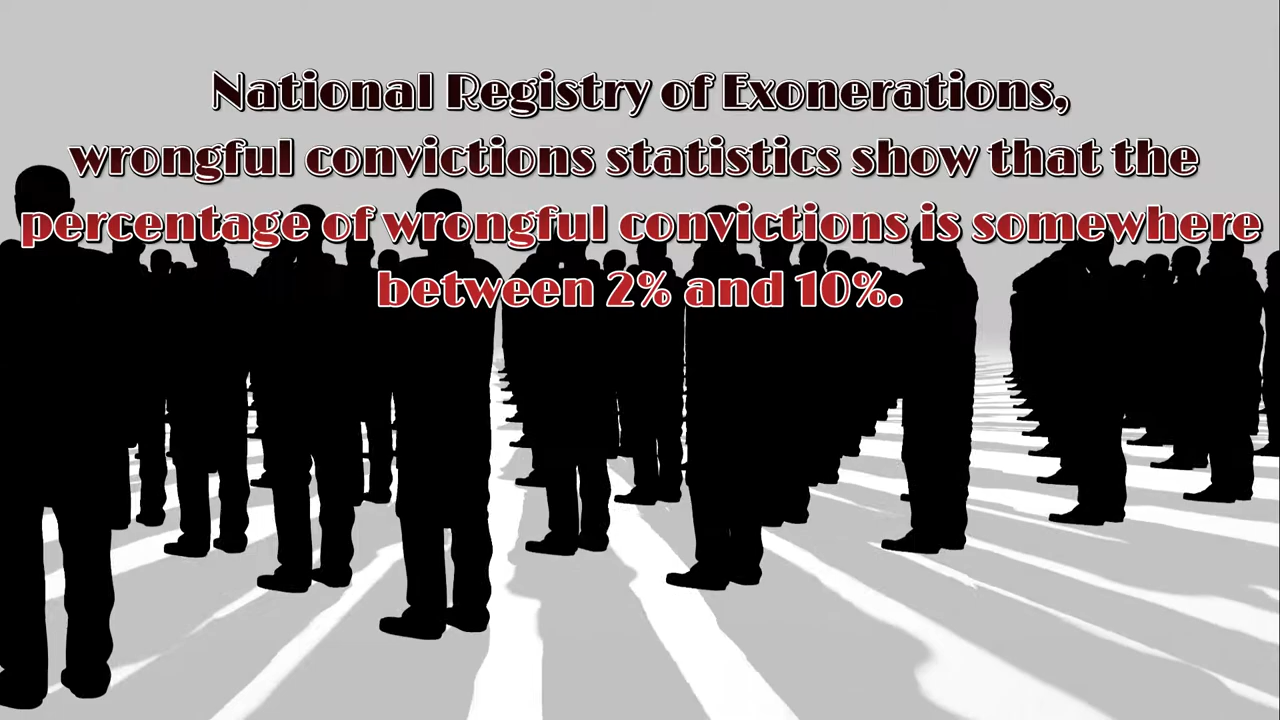 National Registry of Exonerations,
wrongful convictions statistics show that the
percentage of wrongful convictions is somewhere
between 2% and 10%.